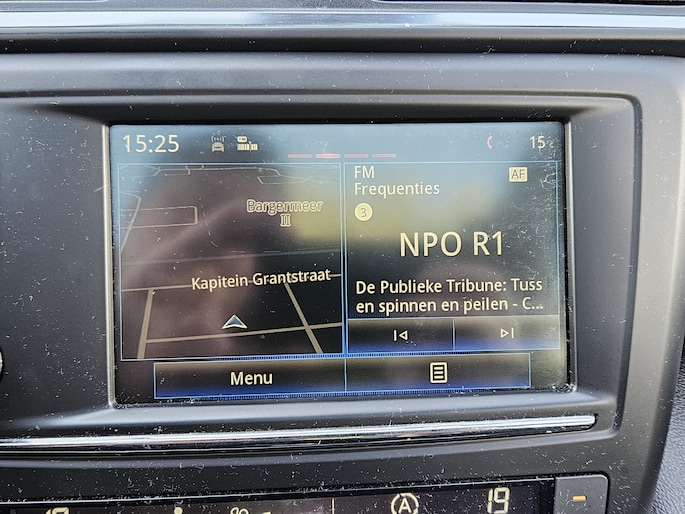 15:25
FM
15°C
FM
AF
Frequenties
3
NPO R1
Bargermeer
II
Kapitein Grantstraat
De Publieke Tribune: Tuss
en spinnen en peilen - C...
Menu
A
19